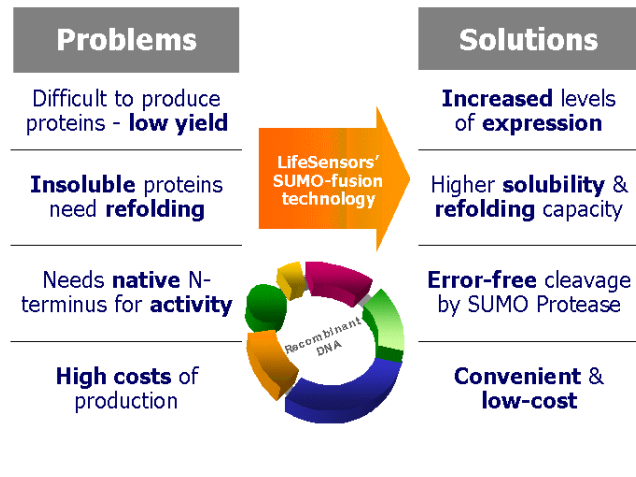 Problems
Difficult to produce
proteins - low yield
Insoluble proteins
need refolding
Needs native N-
terminus for activity
High costs of
production
LifeSensors'
SUMO-fusion
technology
Recombinant
DNA
Solutions
Increased levels
of expression
Higher solubility &
refolding capacity
Error-free cleavage
by SUMO Protease
Convenient &
low-cost